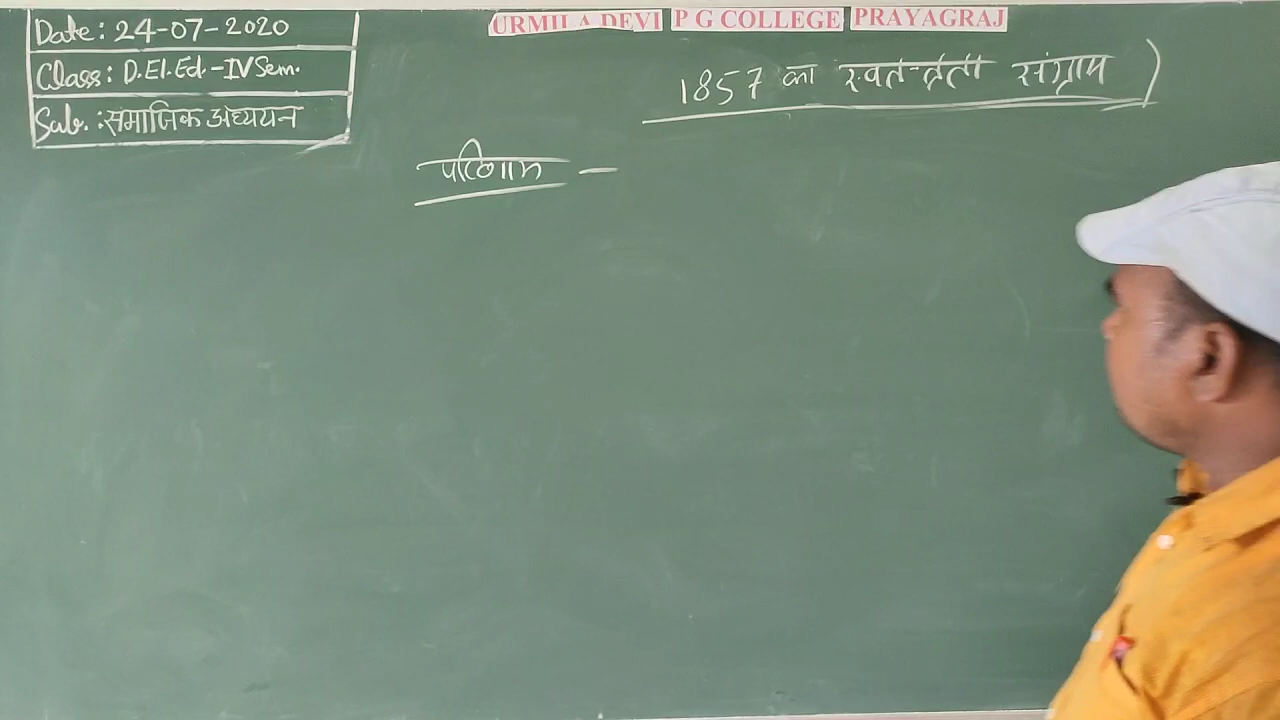 URMILA DEVI P G COLLEGE PRAYAGRAJ
Date: 24-07-2020
Class: D.El.Ed.-IV Sem.
Sub.: समाजिक अध्ययन
1857 का स्वतन्त्रता संग्राम
परिणाम -